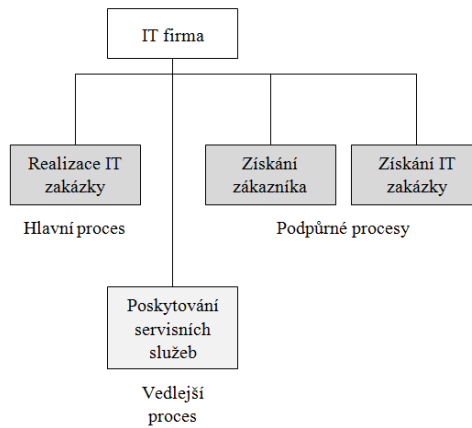 IT firma
Realizace IT
zakázky
Získání
zákazníka
Získání IT
zakázky
Hlavní proces
Podpůrné procesy
Poskytování
servisních
služeb
Vedlejší
proces